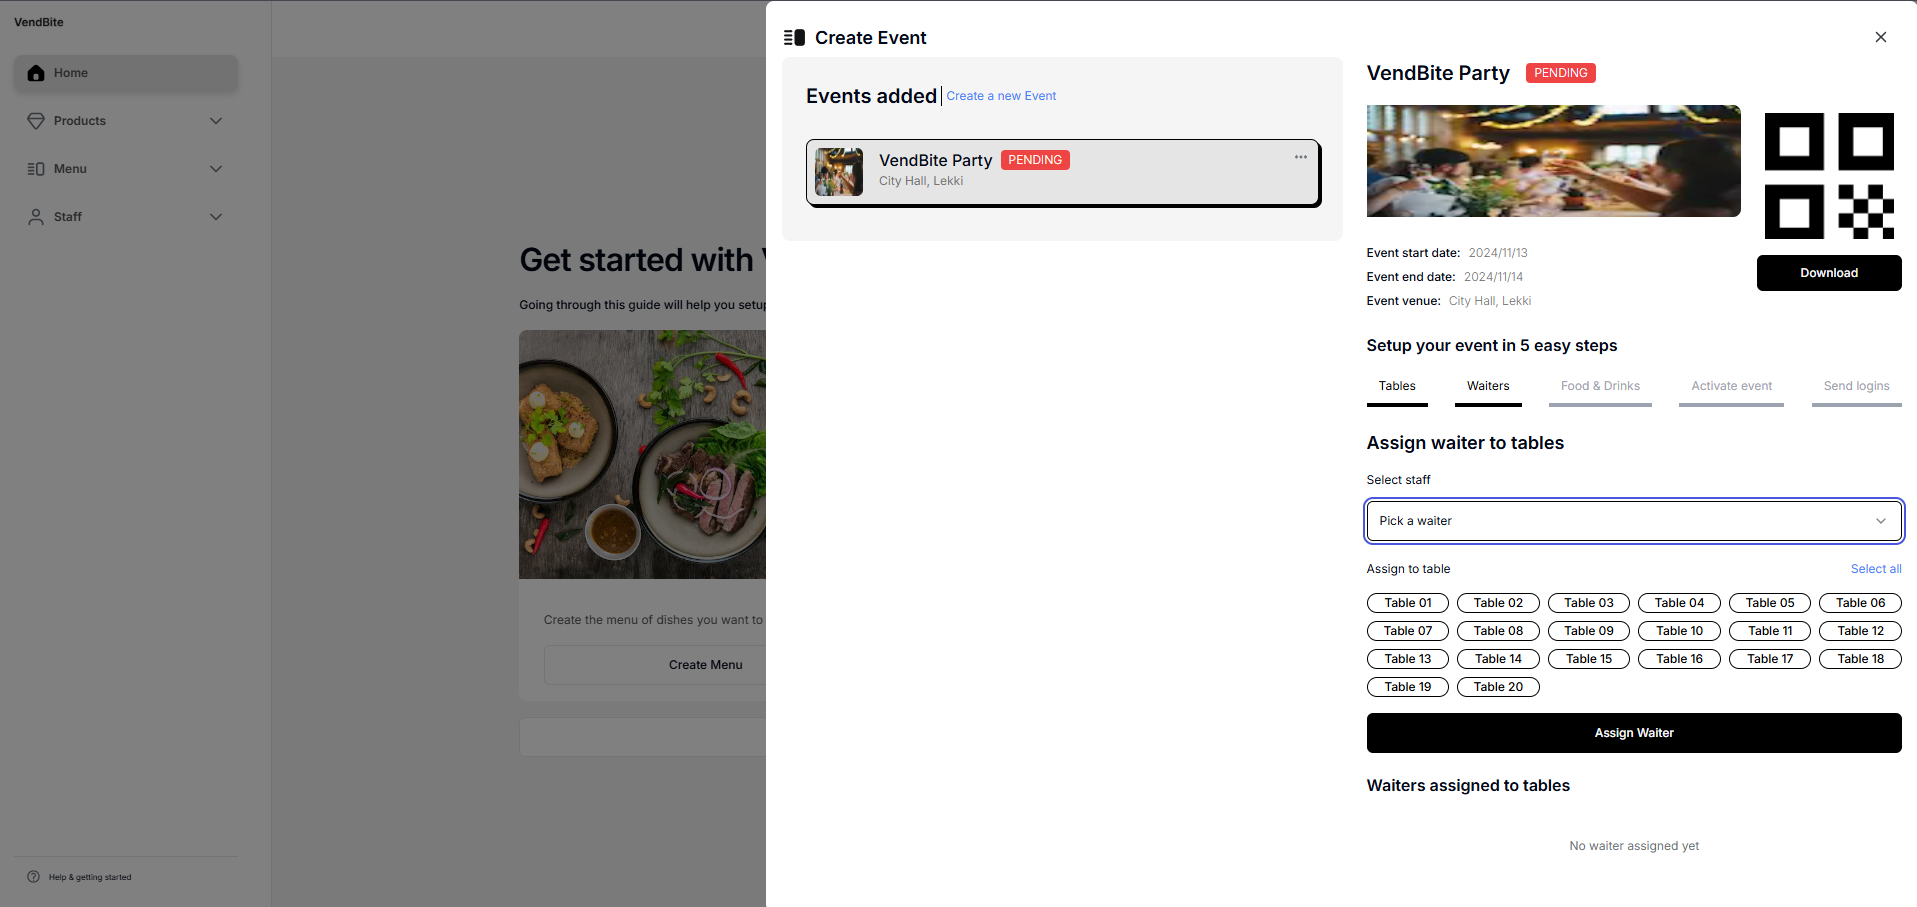 VendBite
Home
Products
Menu
Staff
Help & getting started
Get started with
Going through this guide will help you setup
Create the menu of dishes you want to
Create Menu
Create Event
Events added
Create a new Event
VendBite Party
PENDING
City Hall, Lekki
VendBite Party
PENDING
Download
Event start date: 2024/11/13
Event end date: 2024/11/14
Event venue: City Hall, Lekki
Setup your event in 5 easy steps
Tables Waiters Food & Drinks Activate event Send logins
Assign waiter to tables
Select staff
Pick a waiter
Assign to table Select all
Table 01 Table 02 Table 03 Table 04 Table 05 Table 06
Table 07 Table 08 Table 09 Table 10 Table 11 Table 12
Table 13 Table 14 Table 15 Table 16 Table 17 Table 18
Table 19 Table 20
Assign Waiter
Waiters assigned to tables
No waiter assigned yet